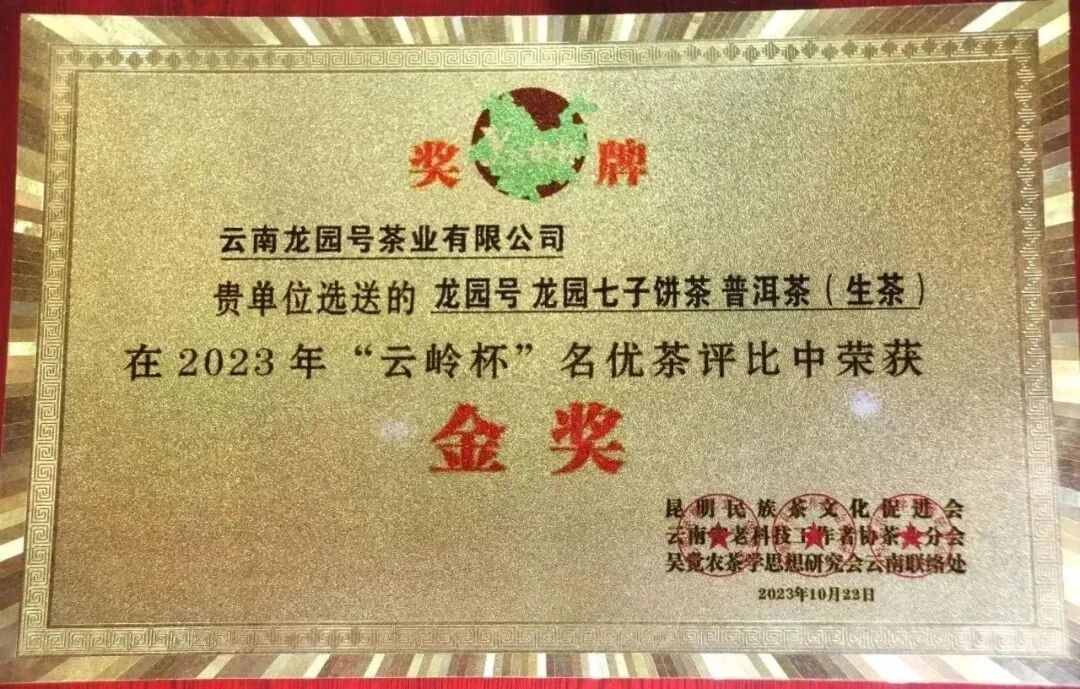 奖 牌
云南龙园号茶业有限公司
贵单位选送的 龙园号 龙园七子饼茶 普洱茶（生茶）
在2023年“云岭杯”名优茶评比中荣获
金奖
昆明民族茶文化促进会
云南省老科技工作者协茶业分会
吴觉农茶学思想研究会云南联络处
2023年10月22日